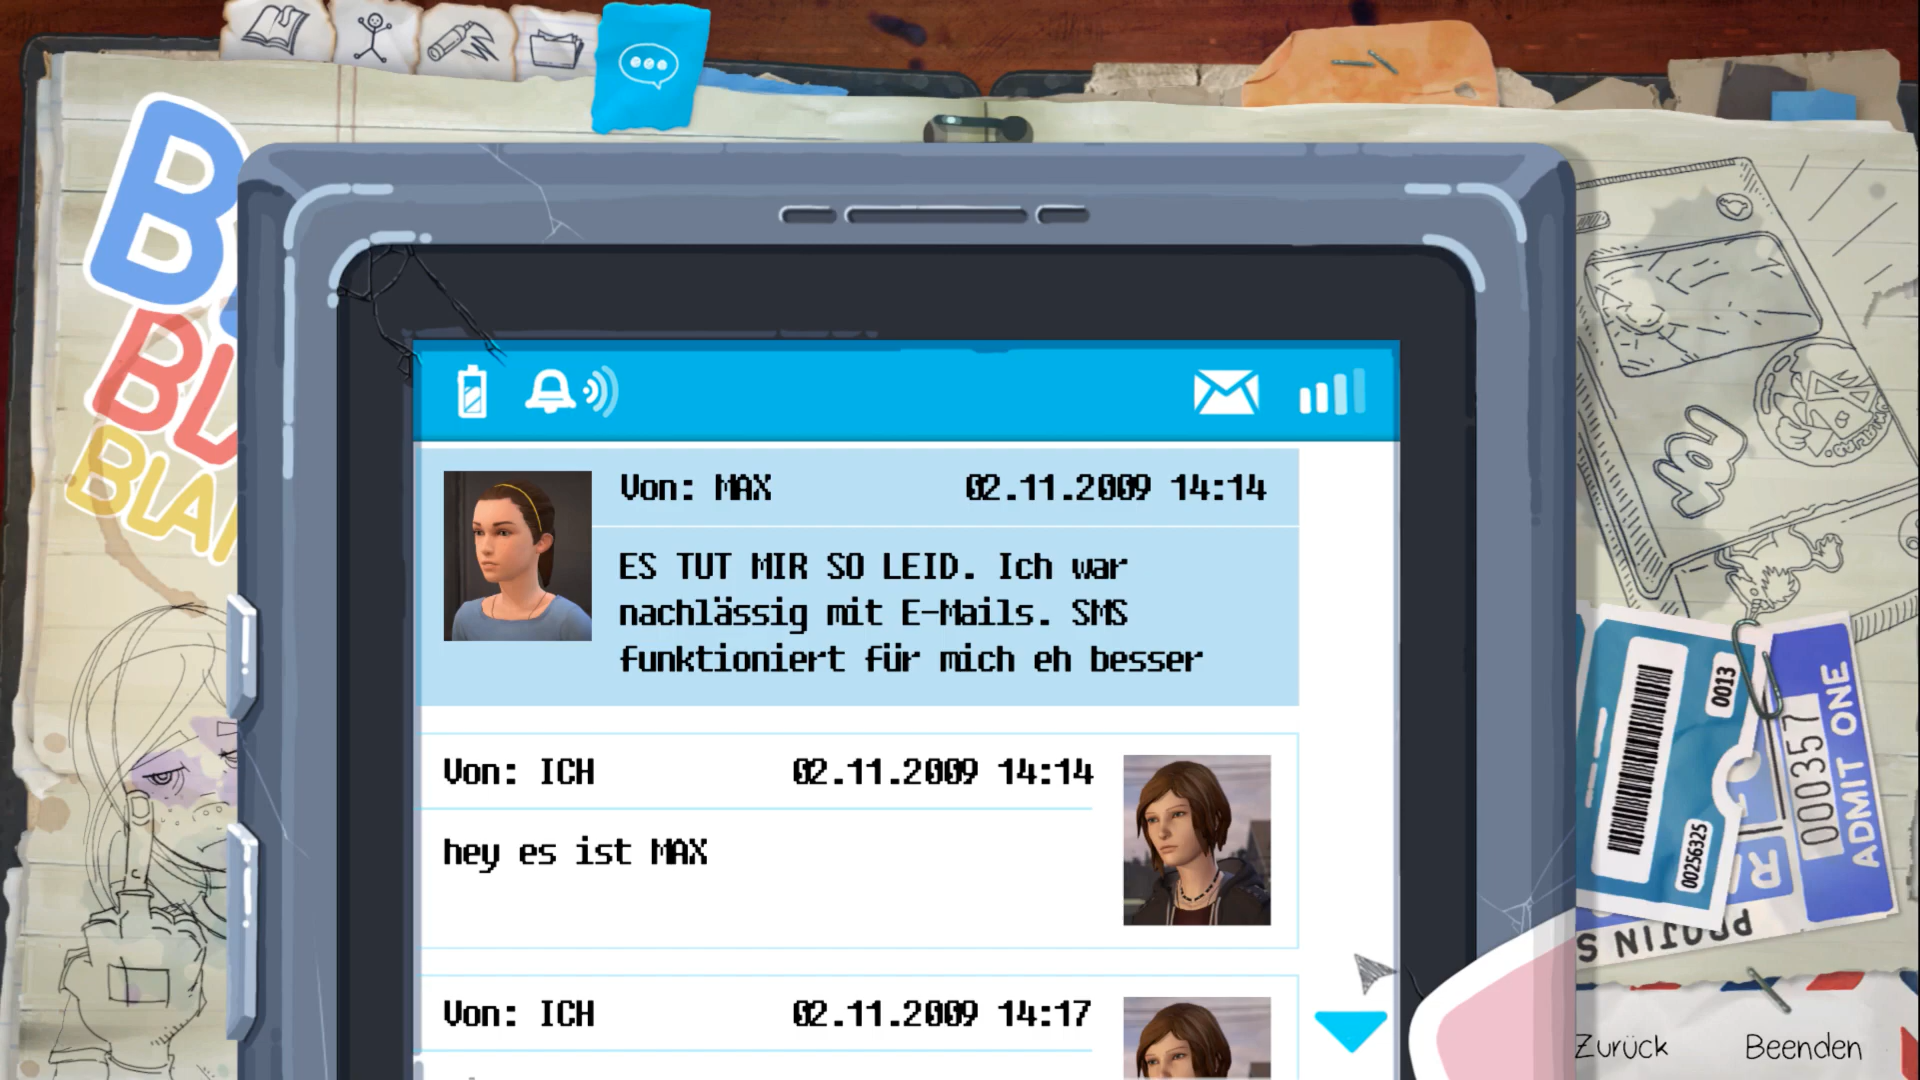 Von: MAX 02.11.2009 14:14
ES TUT MIR SO LEID. Ich war
nachlässig mit E-Mails. SMS
funktioniert für mich eh besser
Von: ICH 02.11.2009 14:14
hey es ist MAX
Von: ICH 02.11.2009 14:17
BLA
0013
00256325
000357
ADMIT ONE
Zurück
Beenden